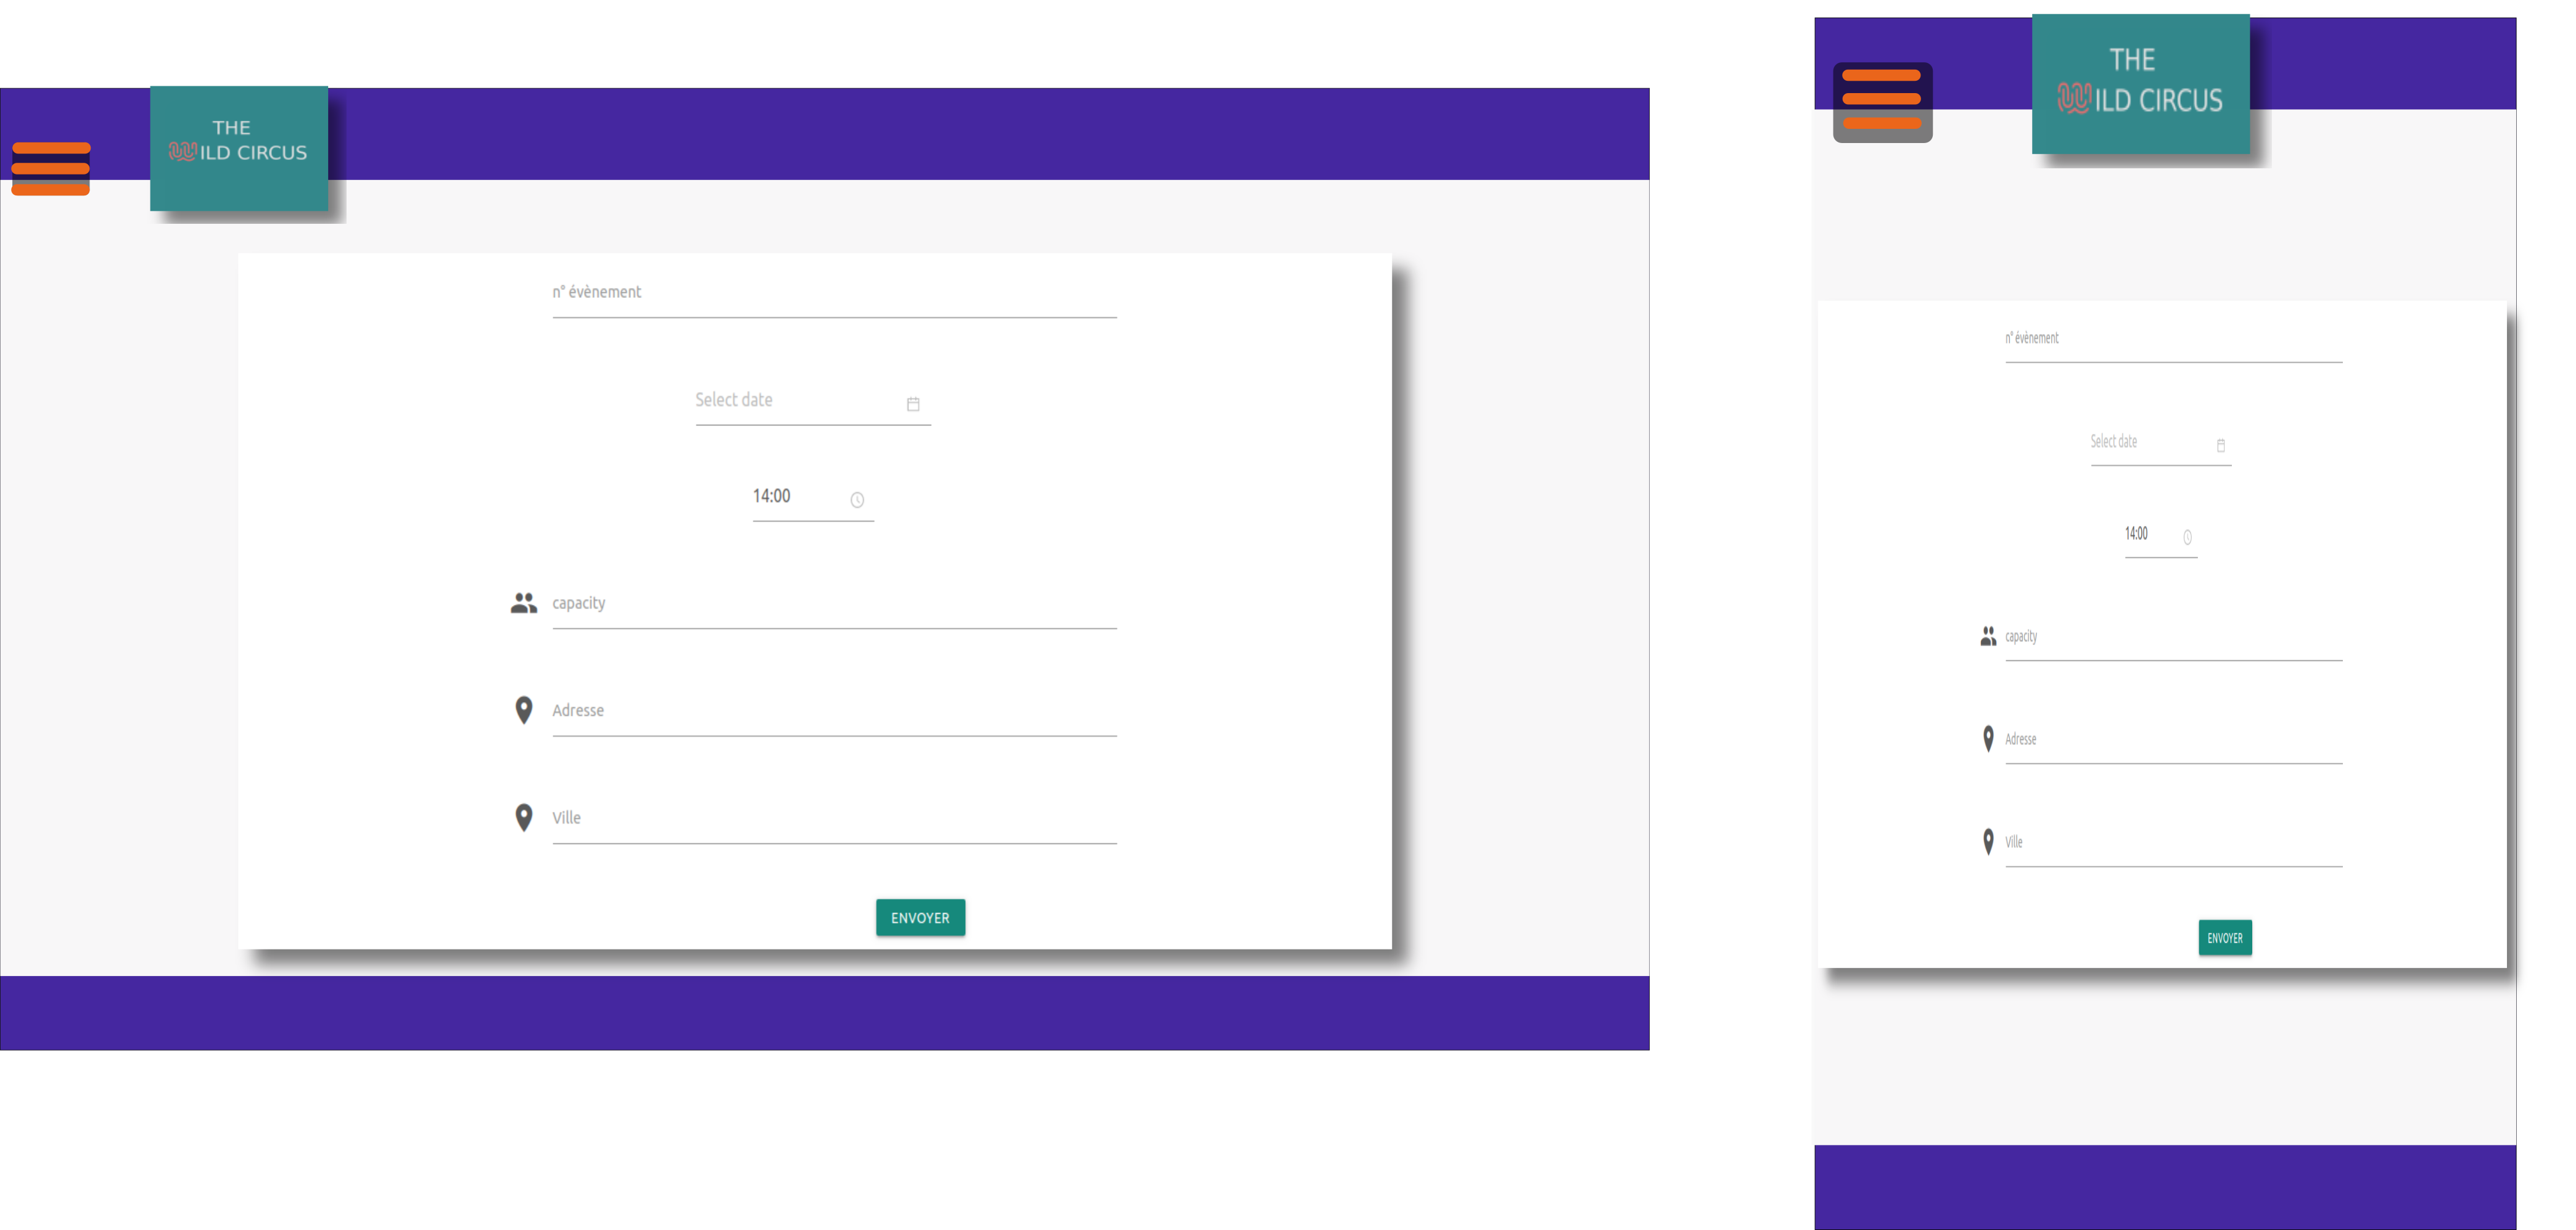 THE
WILD CIRCUS
n° évènement
Select date
14:00
capacity
Adresse
Ville
ENVOYER
THE
WILD CIRCUS
n° évènement
Select date
14:00
capacity
Adresse
Ville
ENVOYER